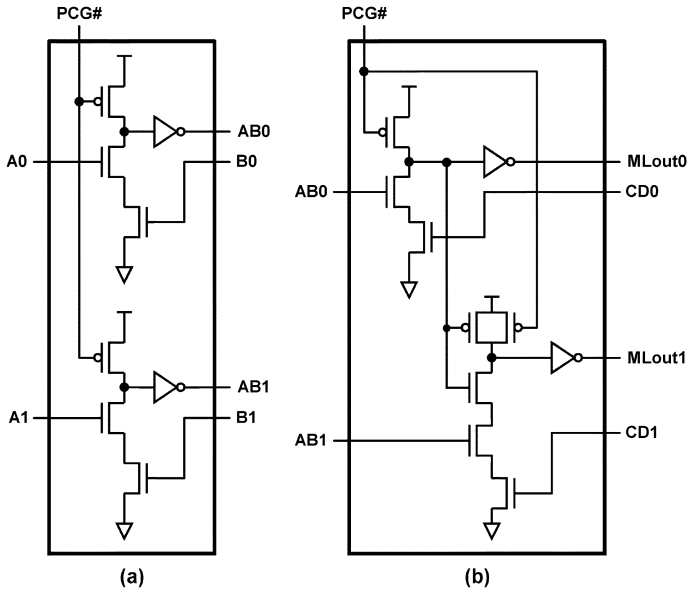 PCG#
PCG#
AB0
A0
B0
MLout0
AB0
CD0
MLout1
AB1
A1
B1
AB1
CD1
(a)
(b)